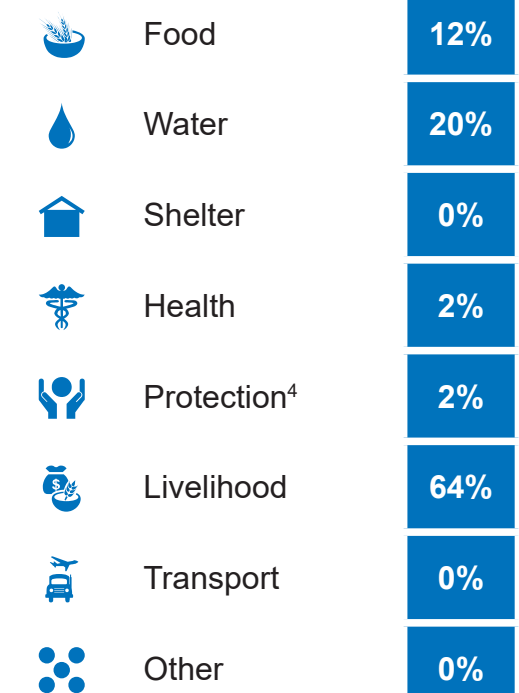 Food 12%
Water 20%
Shelter 0%
Health 2%
Protection⁴ 2%
$ Livelihood 64%
Transport 0%
Other 0%